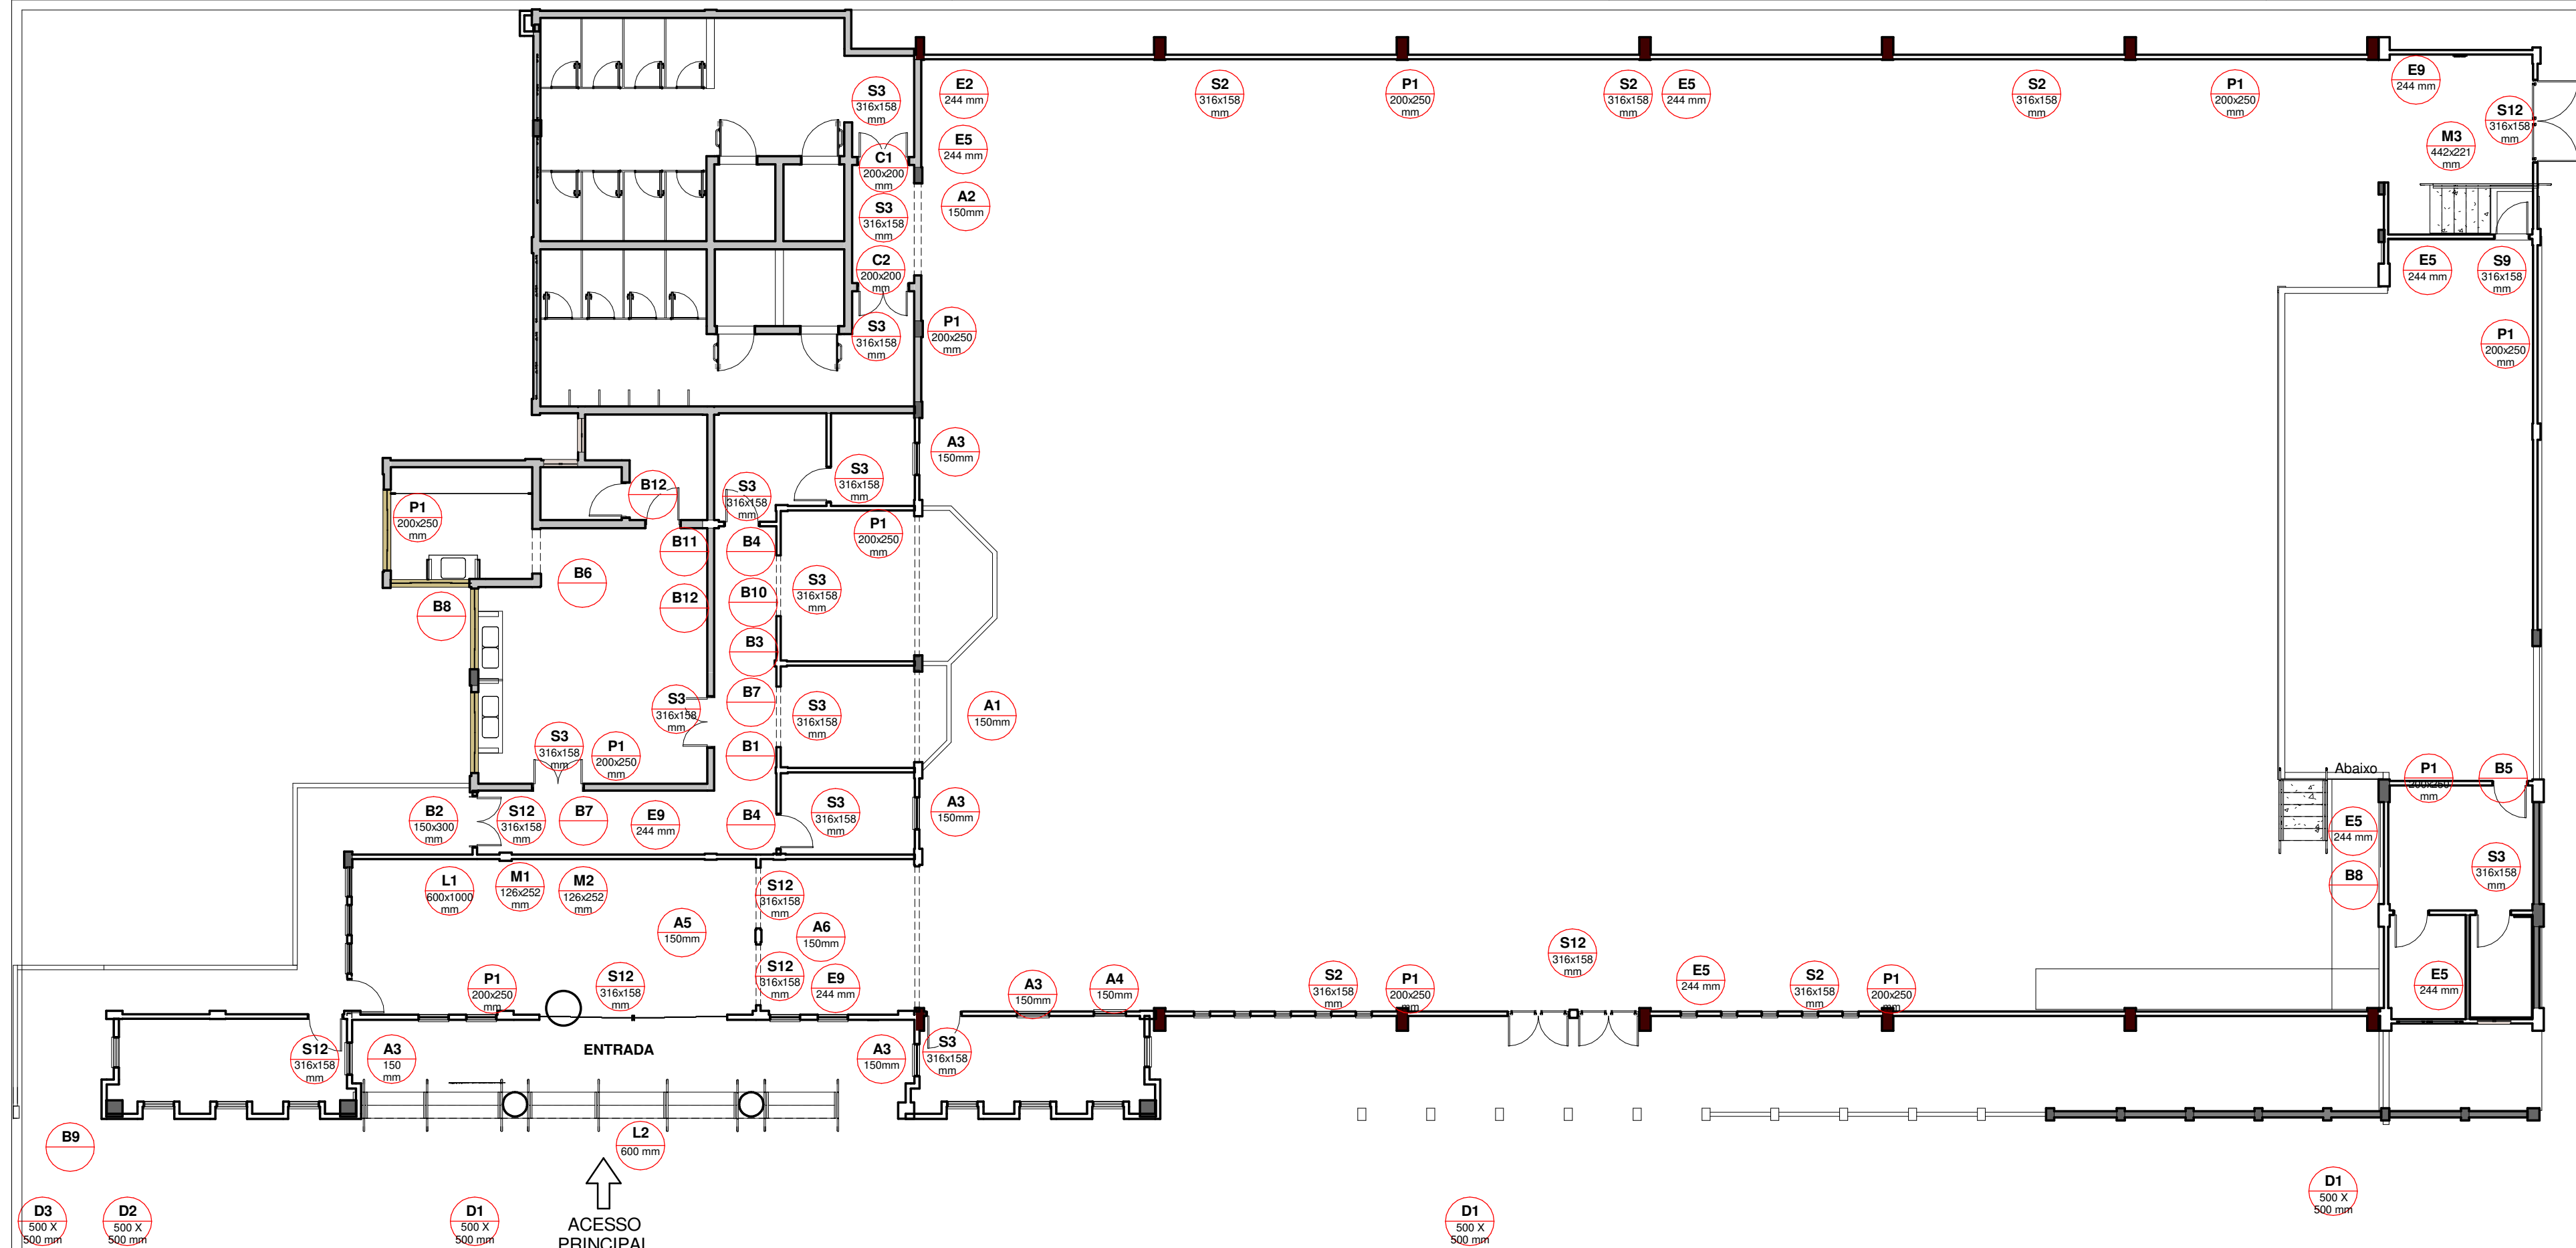 E9
244 mm
S3
316x158
mm
E2
244 mm
S2
316x158
mm
P1
200x250
mm
S2
316x158
mm
E5
244 mm
S2
316x158
mm
P1
200x250
mm
S12
316x158
mm
M3
442x221
mm
E5
244 mm
C1
200x200
mm
A2
150mm
S3
316x158
mm
C2
200x200
mm
E5
244 mm
S9
316x158
mm
S3
316x158
mm
P1
200x250
mm
P1
200x250
mm
A3
150mm
S3
316x158
mm
B12
S3
316x158
mm
P1
200x250
mm
P1
200x250
mm
B11
B4
B6
S3
316x158
mm
B10
B12
B8
B3
B7
S3
316x158
mm
S3
316x158
mm
A1
150mm
S3
316x158
mm
P1
200x250
mm
B1
Abaixo
P1
200x250
mm
B5
B2
150x300
mm
S12
316x158
mm
B7
E9
244 mm
B4
S3
316x158
mm
A3
150mm
E5
244 mm
S3
316x158
mm
B8
L1
600x1000
mm
M1
126x252
mm
M2
126x252
mm
S12
316x158
mm
A5
150mm
A6
150mm
S12
316x158
mm
P1
200x250
mm
S12
316x158
mm
S12
316x158
mm
E9
244 mm
A3
150mm
A4
150mm
S2
316x158
mm
P1
200x250
mm
E5
244 mm
S2
316x158
mm
P1
200x250
mm
E5
244 mm
S12
316x158
mm
A3
150
mm
ENTRADA
A3
150mm
S3
316x158
mm
B9
L2
600 mm
D3
500 X
500 mm
D2
500 X
500 mm
D1
500 X
500 mm
ACESSO
PRINCIPAL
D1
500 X
500 mm
D1
500 X
500 mm